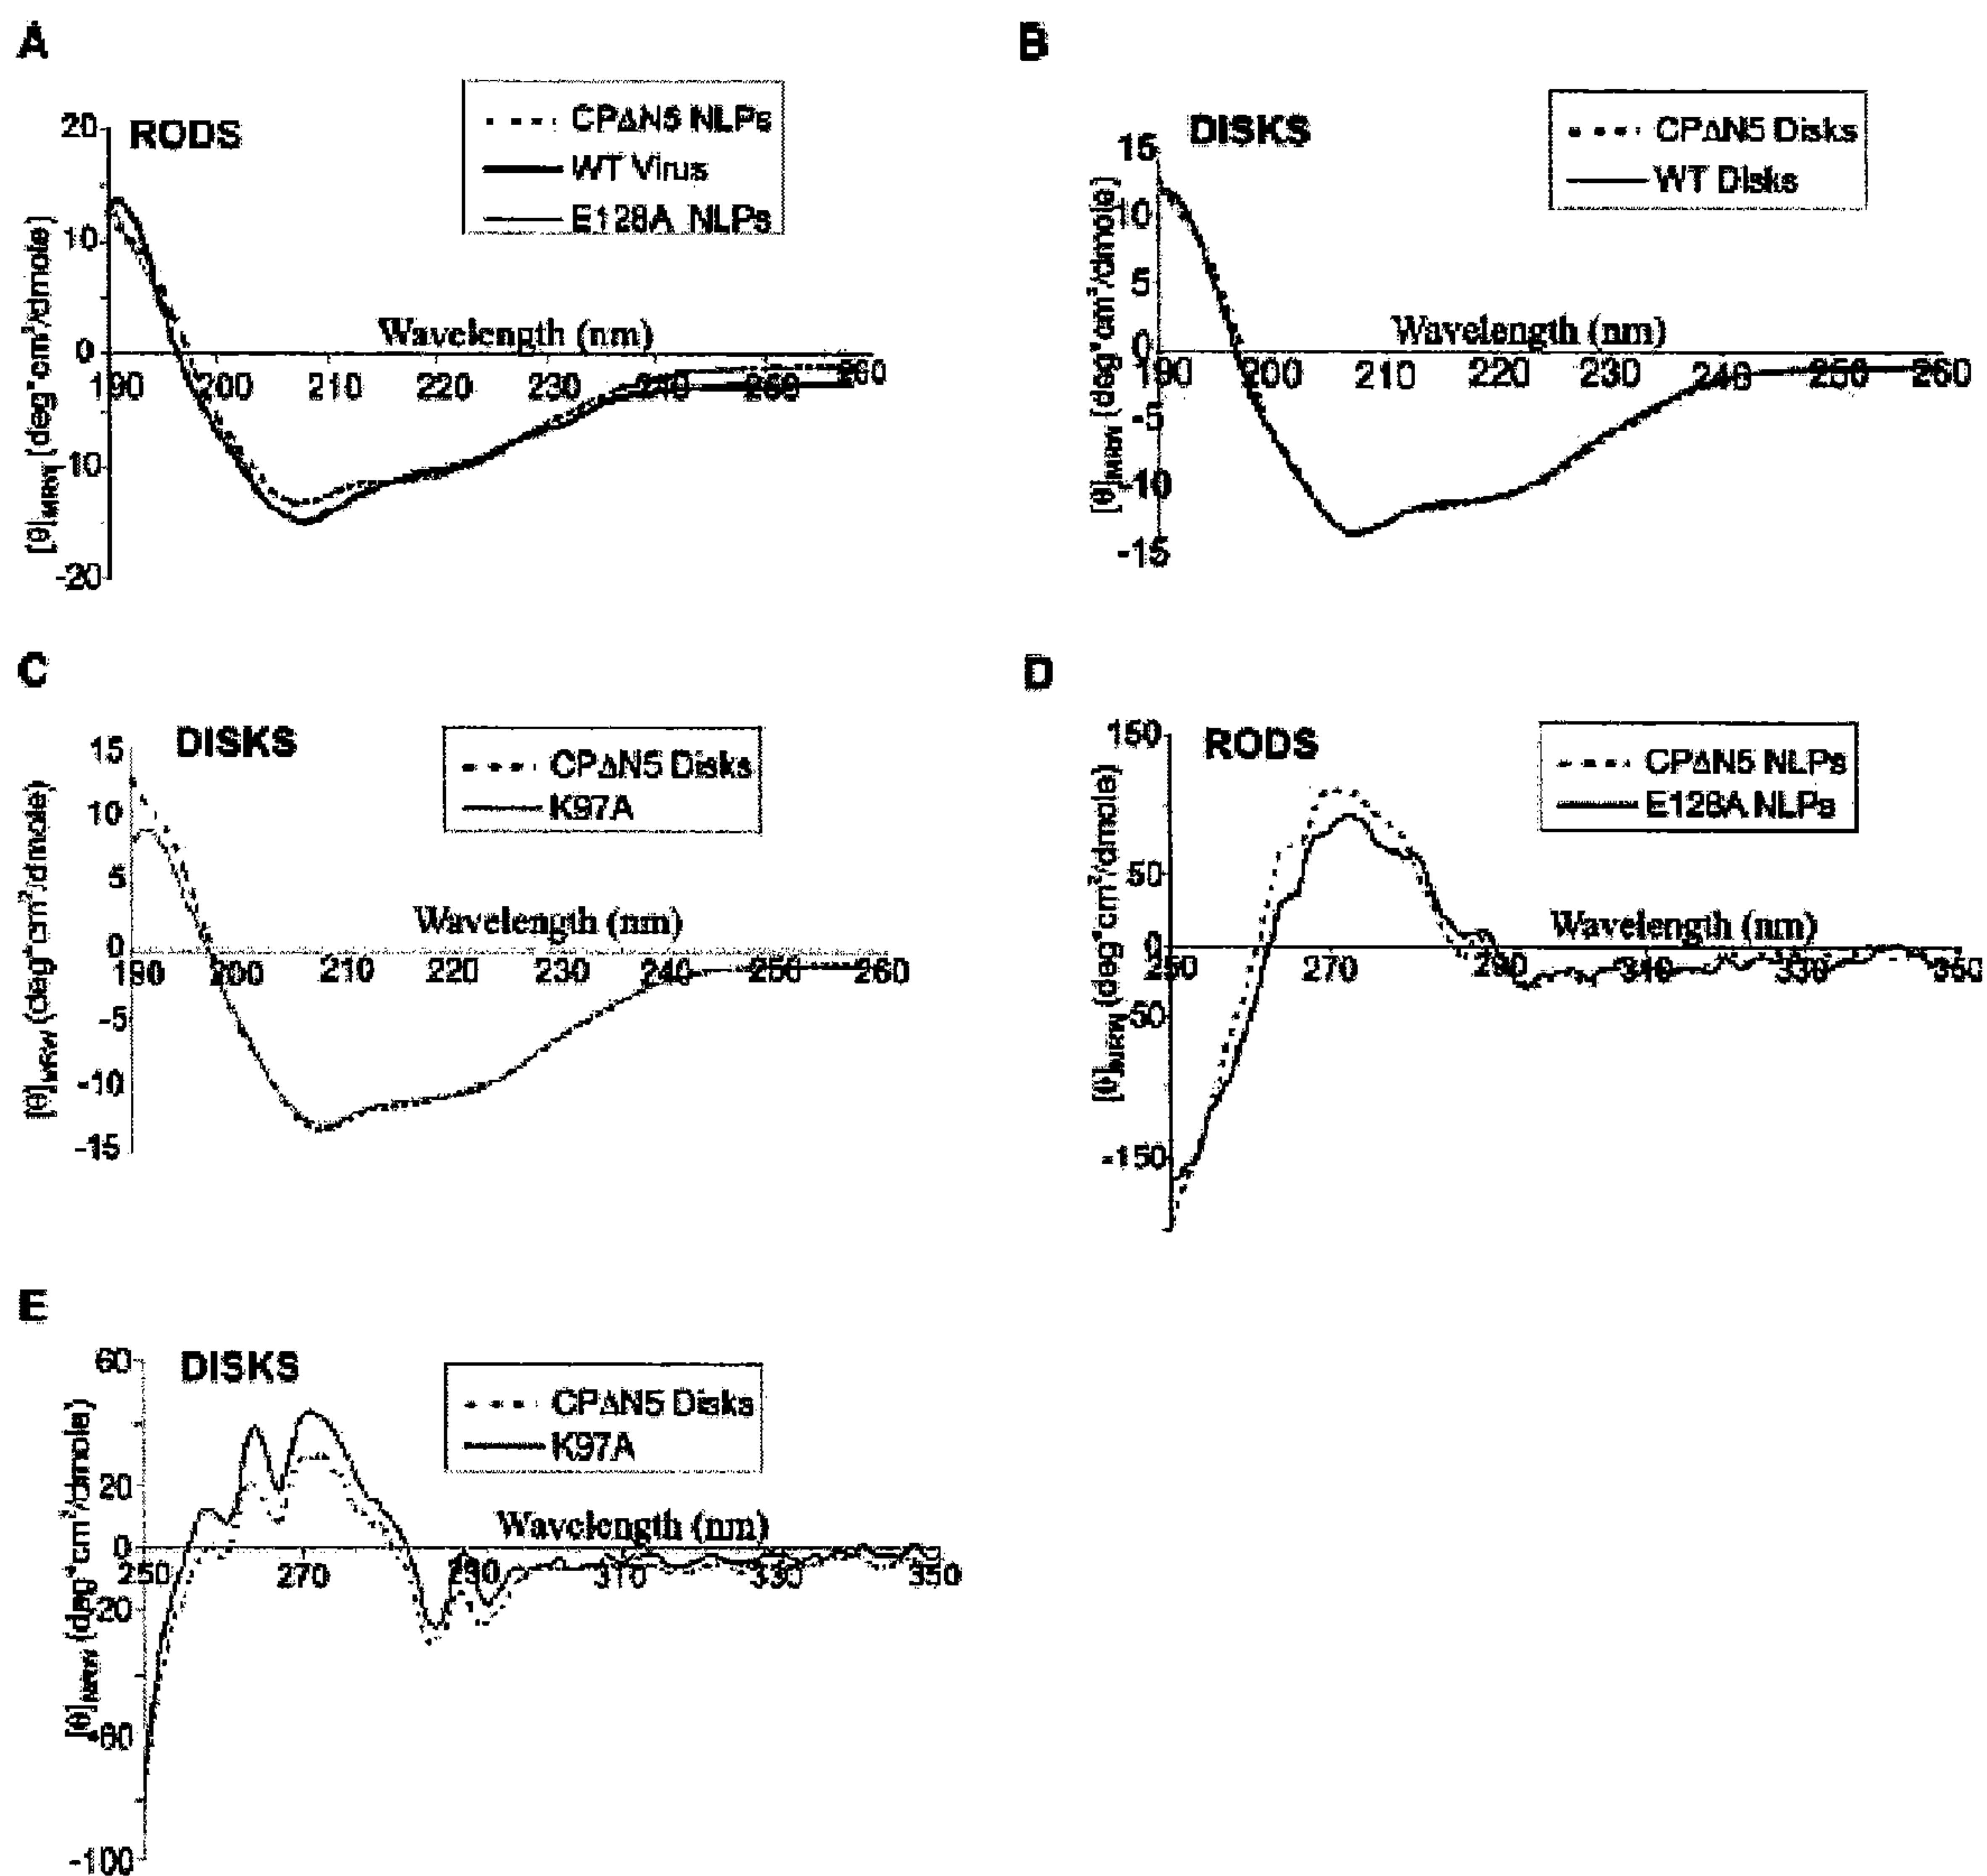 A
RODS
CPΔN5 NLPs
WT Virus
E128A NLPs
20
10
0
10
-20
[θ]MRW (deg*cm²/dmole)
Wavelength (nm)
190 200 210 220 230 240 250 260
B
DISKS
CPΔN5 Disks
WT Disks
15
10
5
0
-5
-10
-15
[θ]MRW (deg*cm²/dmole)
Wavelength (nm)
190 200 210 220 230 240 250 260
C
DISKS
CPΔN5 Disks
K97A
15
10
5
0
-5
-10
-15
[θ]MRW (deg*cm²/dmole)
Wavelength (nm)
190 200 210 220 230 240 250 260
D
RODS
CPΔN5 NLPs
E128A NLPs
150
50
0
50
-150
[θ]MRW (deg*cm²/dmole)
Wavelength (nm)
250 270 290 310 330 350
E
DISKS
CPΔN5 Disks
K97A
60
20
0
20
-60
-100
[θ]MRW (deg*cm²/dmole)
Wavelength (nm)
250 270 290 310 330 350